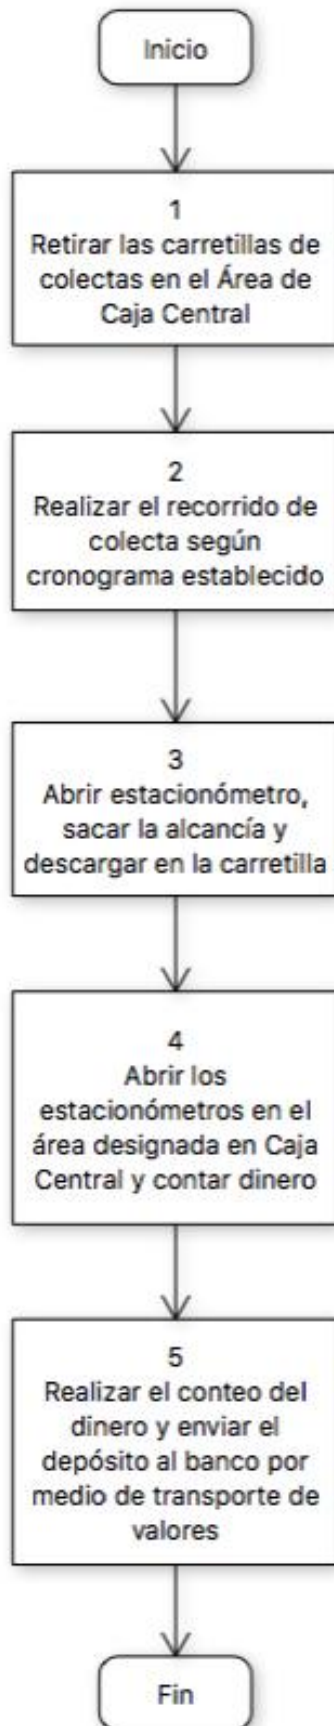 Inicio
1
Retirar las carretillas de
colectas en el Área de
Caja Central
2
Realizar el recorrido de
colecta según
cronograma establecido
3
Abrir estacionómetro,
sacar la alcancía y
descargar en la carretilla
4
Abrir los
estacionómetros en el
área designada en Caja
Central y contar dinero
5
Realizar el conteo del
dinero y enviar el
depósito al banco por
medio de transporte de
valores
Fin